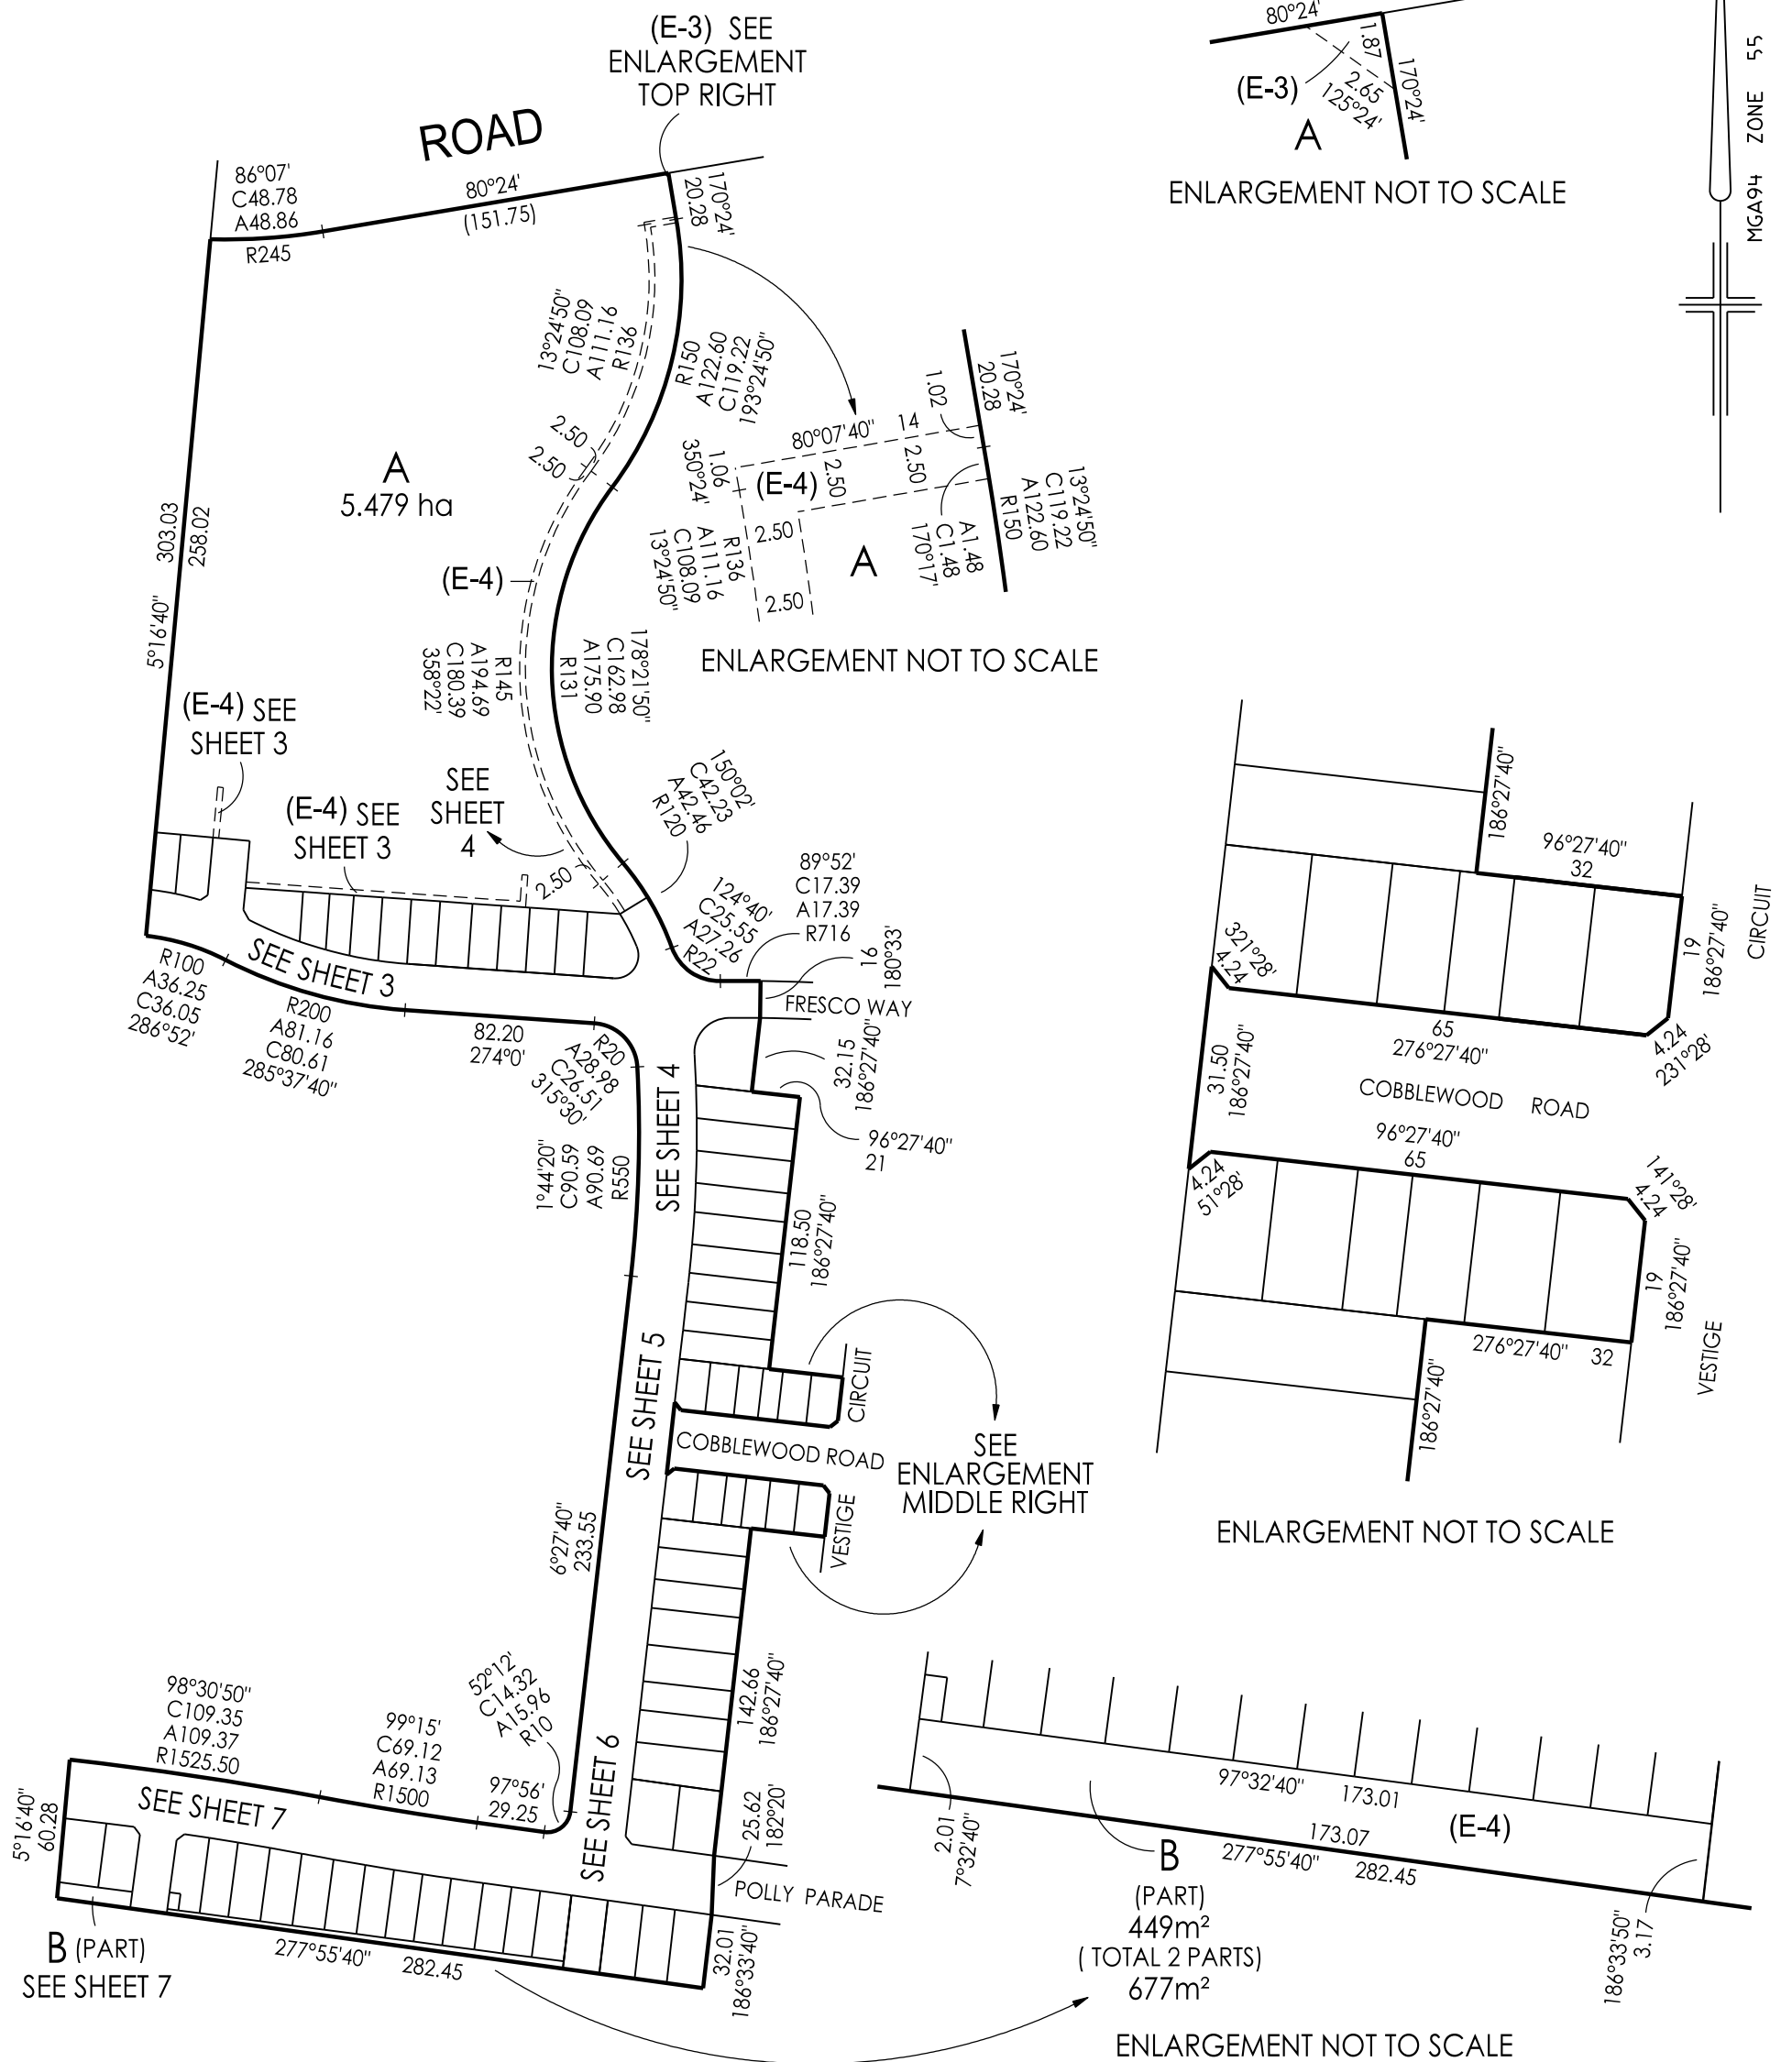 (E-3) SEE
ENLARGEMENT
TOP RIGHT
80°24'
1.87
170°24'
(E-3)
2.65
125°24'
A
ENLARGEMENT NOT TO SCALE
MGA94 ZONE 55
ROAD
86°07'
C48.78
A48.86
R245
80°24'
(151.75)
170°24'
20.28
13°24'50"
C108.09
A111.16
R136
R150
A122.60
C119.22
193°24'50"
2.50
2.50
A
5.479 ha
303.03
258.02
5°16'40"
(E-4)
358°22'
C180.39
A194.69
R145
R131
A175.90
C162.98
178°21'50"
170°24'
20.28
1.02
14
80°07'40"
2.50
2.50
(E-4)
1.06
350°24'
2.50
R136
A111.16
C108.09
13°24'50"
2.50
A
A1.48
C1.48
170°17'
13°24'50"
C119.22
A122.60
R150
ENLARGEMENT NOT TO SCALE
(E-4) SEE
SHEET 3
(E-4) SEE
SHEET 3
SEE
SHEET
4
2.50
150°02'
C42.23
A42.46
R120
124°40'
C25.55
A27.26
R22
89°52'
C17.39
A17.39
R716
16
180°33'
FRESCO WAY
SEE SHEET 3
R100
A36.25
C36.05
286°52'
R200
A81.16
C80.61
285°37'40"
82.20
274°0'
R20
A28.98
C26.51
315°30'
32.15
186°27'40"
96°27'40"
21
SEE SHEET 4
1°44'20"
C90.59
A90.69
R550
118.50
186°27'40"
SEE SHEET 5
CIRCUIT
COBBLEWOOD ROAD
VESTIGE
SEE
ENLARGEMENT
MIDDLE RIGHT
6°27'40"
233.55
186°27'40"
96°27'40"
32
321°28'
4.24
19
186°27'40"
CIRCUIT
65
276°27'40"
4.24
231°28'
31.50
186°27'40"
COBBLEWOOD ROAD
96°27'40"
65
4.24
51°28'
141°28'
4.24
19
186°27'40"
276°27'40" 32
VESTIGE
186°27'40"
ENLARGEMENT NOT TO SCALE
142.66
186°27'40"
98°30'50"
C109.35
A109.37
R1525.50
99°15'
C69.12
A69.13
R1500
52°12'
C14.32
A15.96
R10
97°56'
29.25
SEE SHEET 6
SEE SHEET 7
5°16'40"
60.28
25.62
182°20'
POLLY PARADE
B (PART)
SEE SHEET 7
277°55'40" 282.45
32.01
186°33'40"
97°32'40" 173.01
(E-4)
173.07
277°55'40" 282.45
2.01
7°32'40"
B
(PART)
449m²
( TOTAL 2 PARTS)
677m²
186°33'50"
3.17
ENLARGEMENT NOT TO SCALE